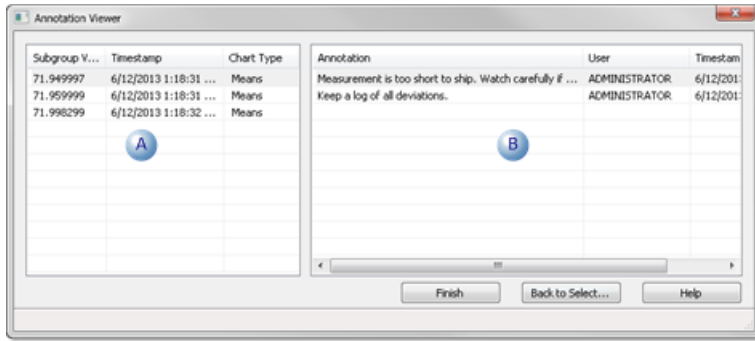 Annotation Viewer
Subgroup V... Timestamp Chart Type
71.949997 6/12/2013 1:18:31 ... Means
71.959999 6/12/2013 1:18:31 ... Means
71.998299 6/12/2013 1:18:32 ... Means
A
Annotation User Timestam
Measurement is too short to ship. Watch carefully if ... ADMINISTRATOR 6/12/201
Keep a log of all deviations. ADMINISTRATOR 6/12/201
B
Finish Back to Select... Help